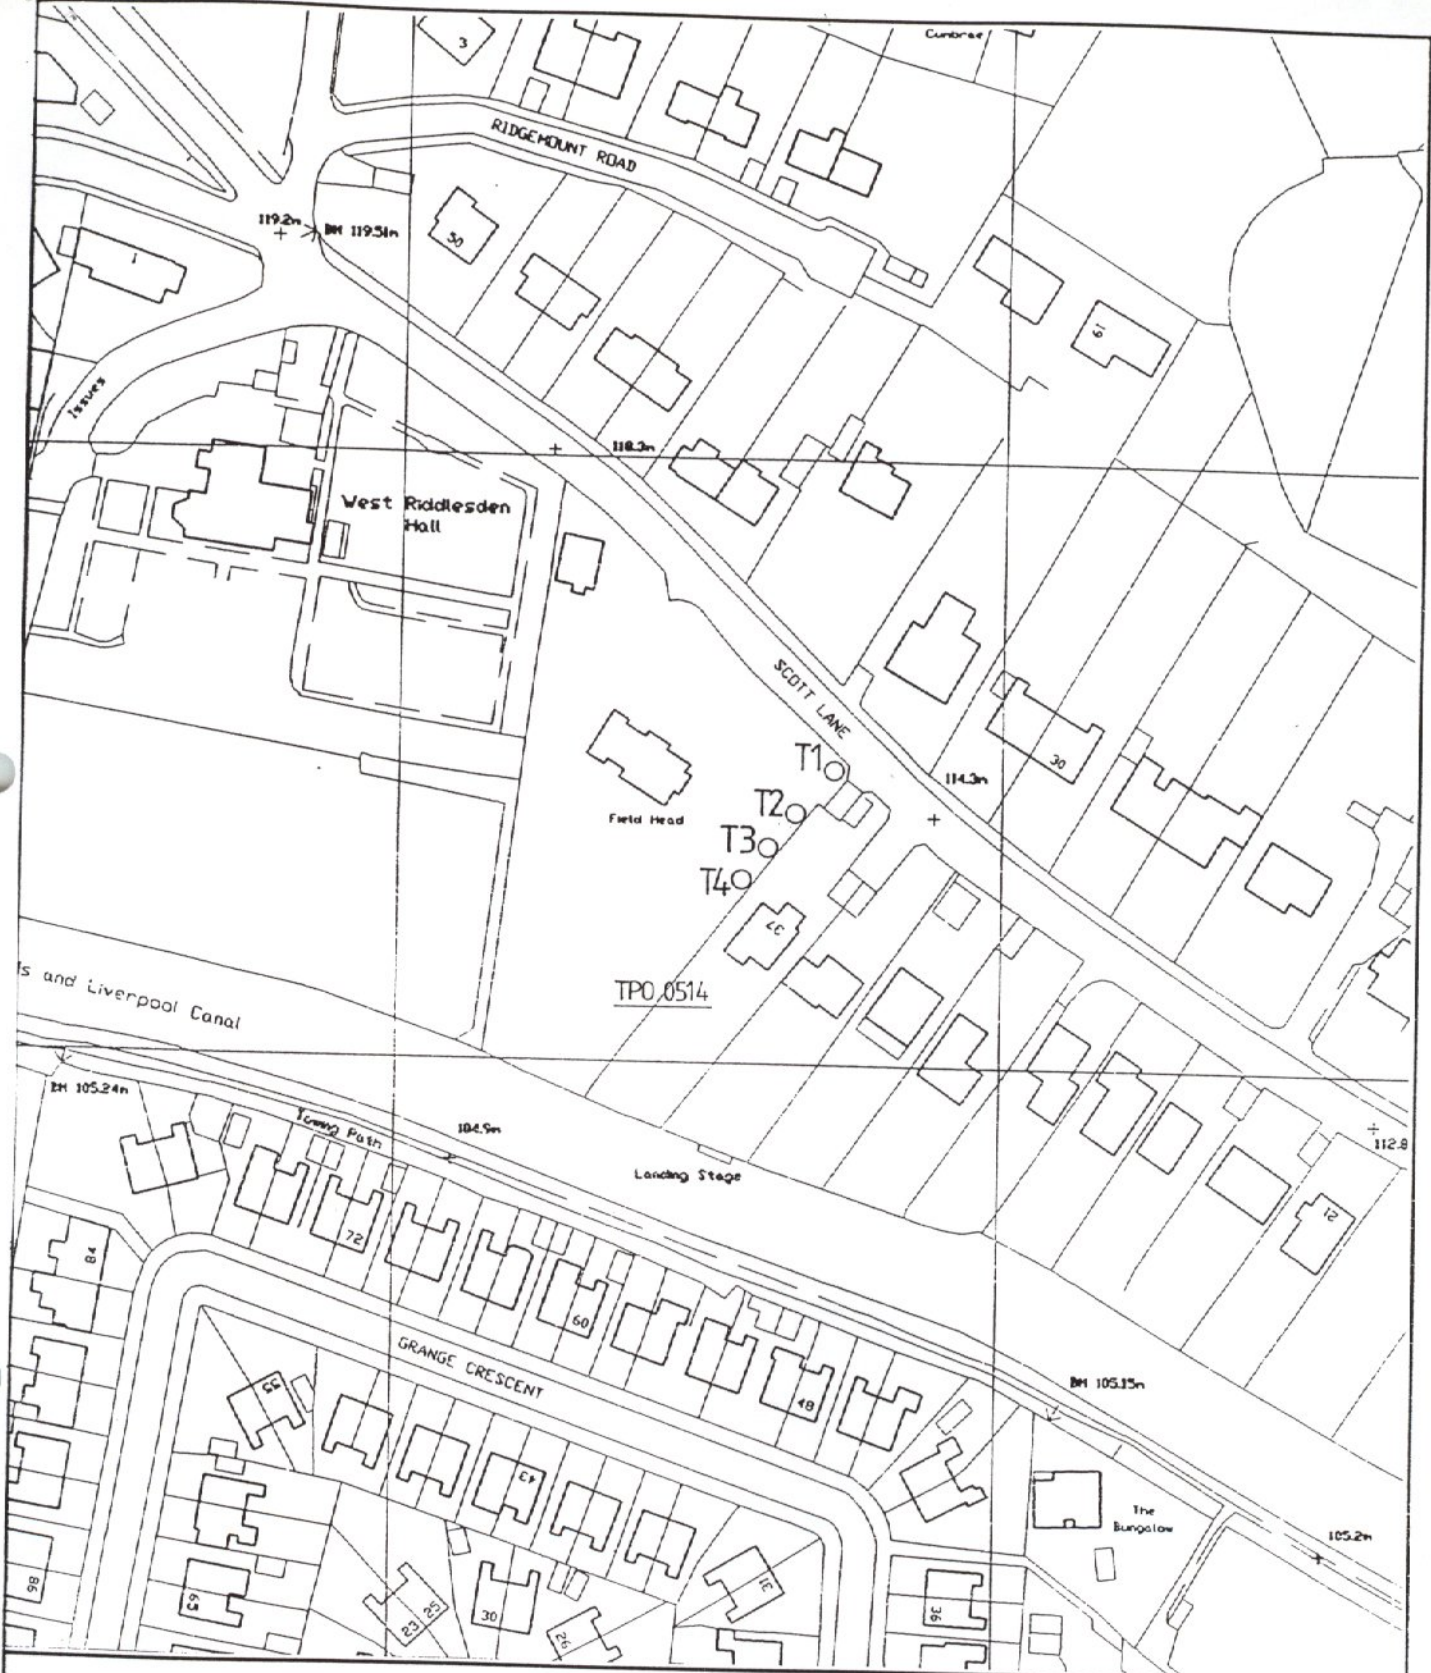 3
Cumbrae
RIDGEMOUNT ROAD
119.2m
BM 119.51m
50
1
19
Issues
118.3m
West Riddlesden
Hall
SCOTT LANE
30
T1
114.3m
T2
Field Head
T3
T4
37
TPO 0514
ls and Liverpool Canal
BM 105.24m
Towing Path
104.9m
112.8
Landing Stage
21
72
84
60
GRANGE CRESCENT
BM 105.15m
55
48
43
The
Bungalow
105.2m
98
63
23
25
30
26
31
36